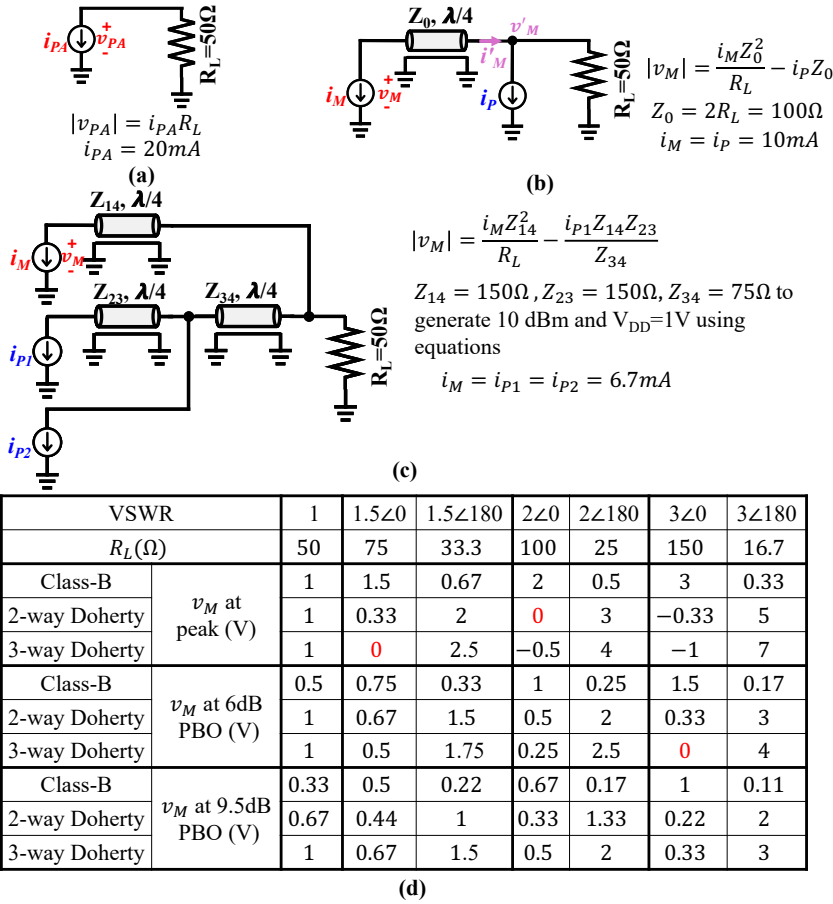 i_PA
+
v_PA
-
R_L=50Ω
|v_PA| = i_PA R_L
i_PA = 20mA
(a)
Z_0, λ/4
v'_M
i'_M
i_M
+
v_M
-
i_P
R_L=50Ω
|v_M| = i_M Z_0^2 / R_L − i_P Z_0
Z_0 = 2R_L = 100Ω
i_M = i_P = 10mA
(b)
Z_14, λ/4
i_M
+
v_M
-
Z_23, λ/4
Z_34, λ/4
i_P1
i_P2
R_L=50Ω
|v_M| = i_M Z_14^2 / R_L − i_P1 Z_14 Z_23 / Z_34
Z_14 = 150Ω , Z_23 = 150Ω, Z_34 = 75Ω to
generate 10 dBm and V_DD=1V using
equations
i_M = i_P1 = i_P2 = 6.7mA
(c)
VSWR 1 1.5∠0 1.5∠180 2∠0 2∠180 3∠0 3∠180
R_L(Ω) 50 75 33.3 100 25 150 16.7
v_M at peak (V)
Class-B 1 1.5 0.67 2 0.5 3 0.33
2-way Doherty 1 0.33 2 0 3 −0.33 5
3-way Doherty 1 0 2.5 −0.5 4 −1 7
v_M at 6dB PBO (V)
Class-B 0.5 0.75 0.33 1 0.25 1.5 0.17
2-way Doherty 1 0.67 1.5 0.5 2 0.33 3
3-way Doherty 1 0.5 1.75 0.25 2.5 0 4
v_M at 9.5dB PBO (V)
Class-B 0.33 0.5 0.22 0.67 0.17 1 0.11
2-way Doherty 0.67 0.44 1 0.33 1.33 0.22 2
3-way Doherty 1 0.67 1.5 0.5 2 0.33 3
(d)